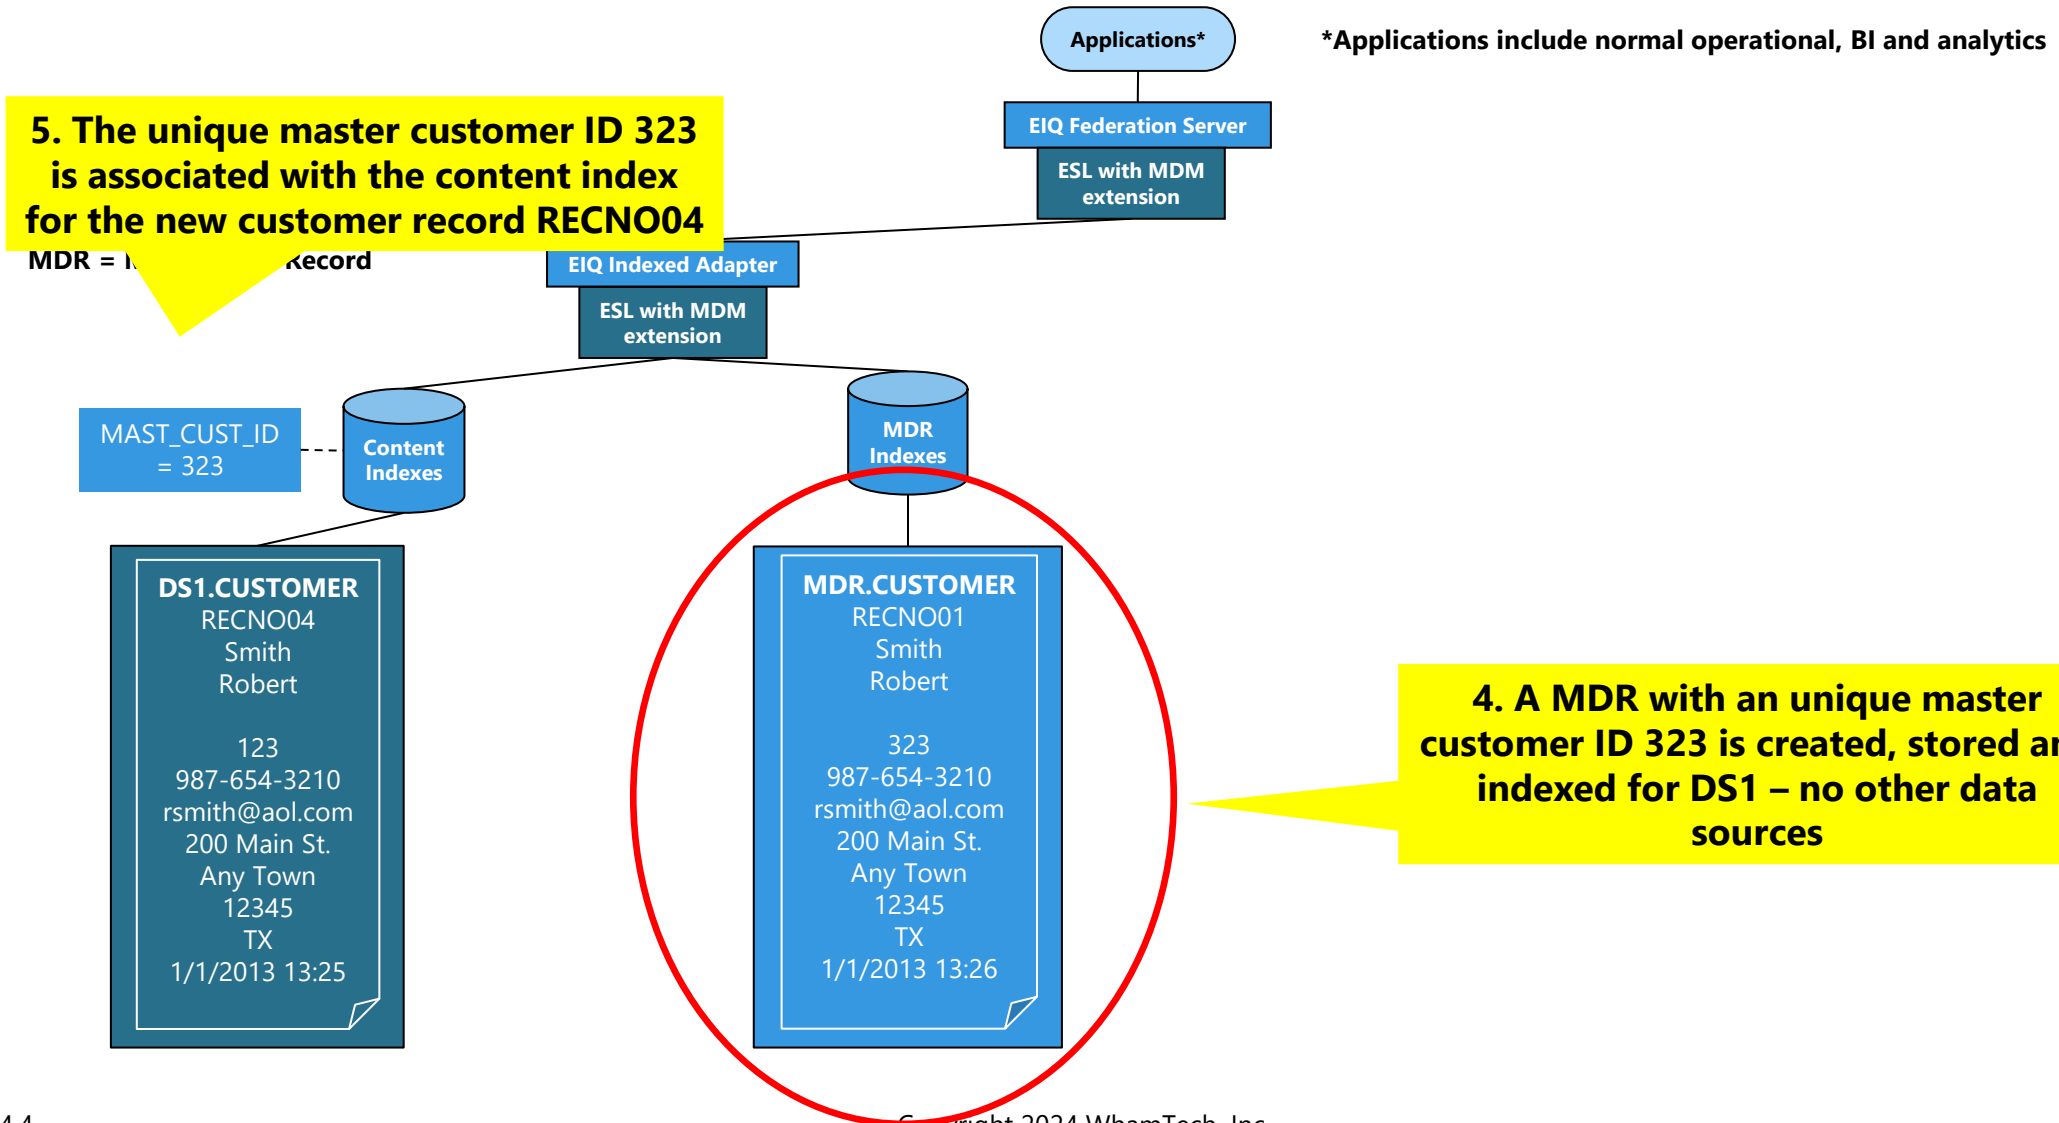 Applications*
*Applications include normal operational, BI and analytics
EIQ Federation Server
ESL with MDM
extension
5. The unique master customer ID 323
is associated with the content index
for the new customer record RECNO04
MDR = Record
EIQ Indexed Adapter
ESL with MDM
extension
MAST_CUST_ID
= 323
Content
Indexes
MDR
Indexes
DS1.CUSTOMER
RECNO04
Smith
Robert
123
987-654-3210
rsmith@aol.com
200 Main St.
Any Town
12345
TX
1/1/2013 13:25
MDR.CUSTOMER
RECNO01
Smith
Robert
323
987-654-3210
rsmith@aol.com
200 Main St.
Any Town
12345
TX
1/1/2013 13:26
4. A MDR with an unique master
customer ID 323 is created, stored
indexed for DS1 – no other data
sources
2024 WhamTech, Inc